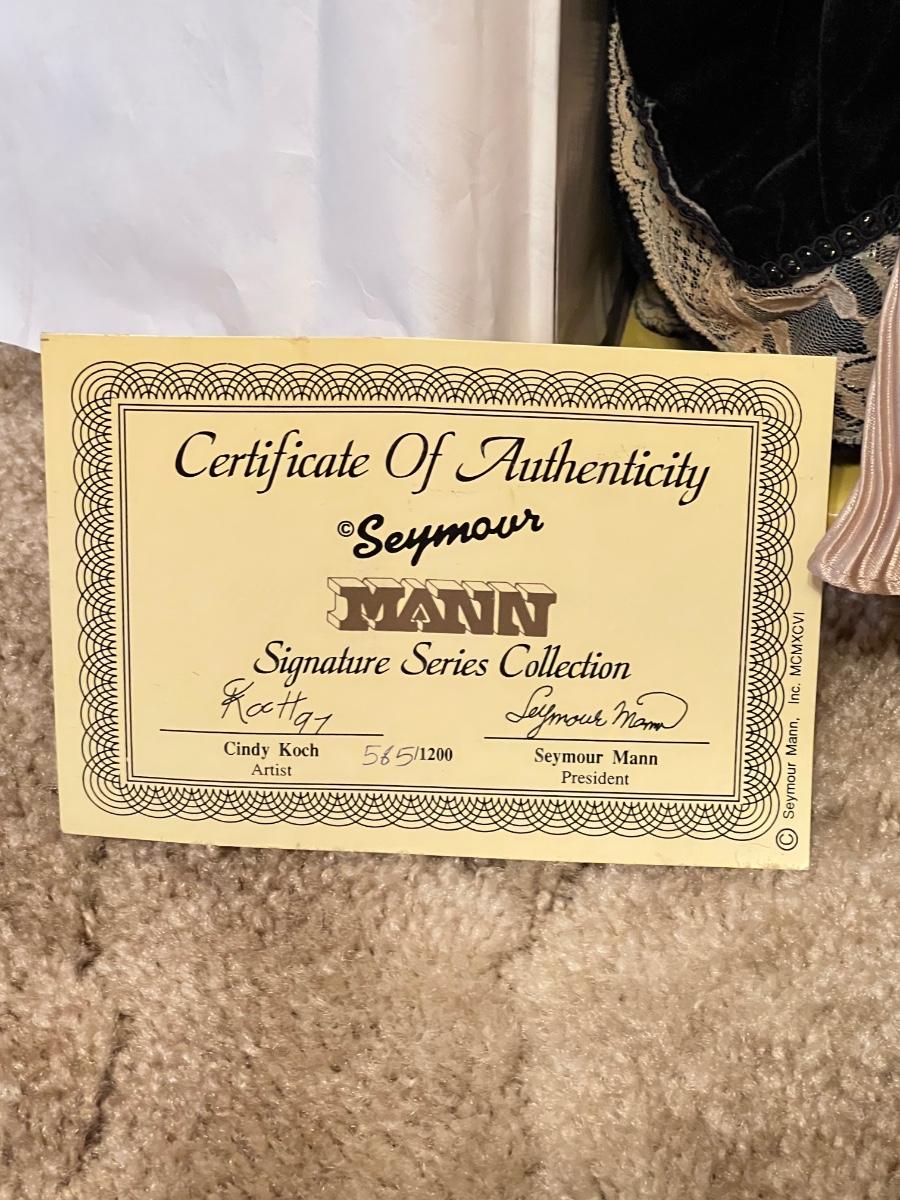 Certificate Of Authenticity
©Seymour
MANN
Signature Series Collection
Koch 97
Seymour Mann
Cindy Koch
Artist
565/1200
Seymour Mann
President
© Seymour Mann, Inc. MCMXCVI